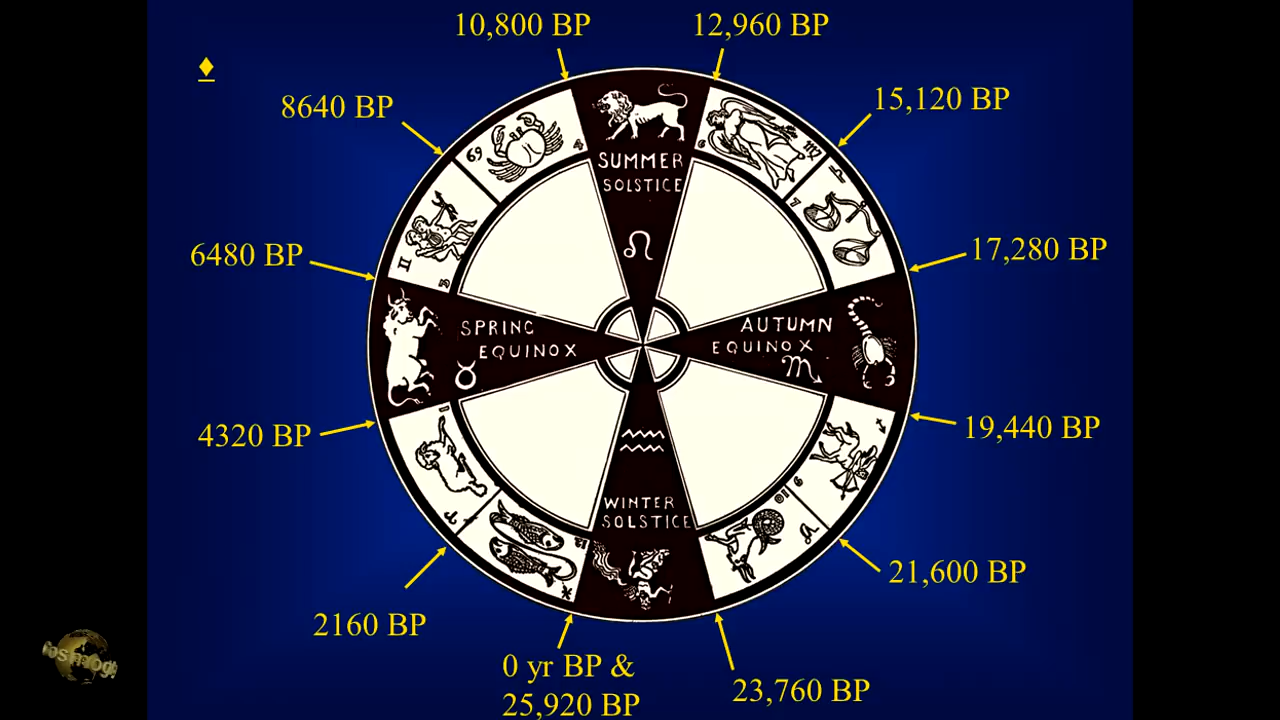 10,800 BP
12,960 BP
♦
8640 BP
15,120 BP
SUMMER
SOLSTICE
♌
6480 BP
17,280 BP
SPRING
EQUINOX
♉
AUTUMN
EQUINOX
♏
4320 BP
19,440 BP
♒
WINTER
SOLSTICE
2160 BP
21,600 BP
0 yr BP &
25,920 BP
23,760 BP